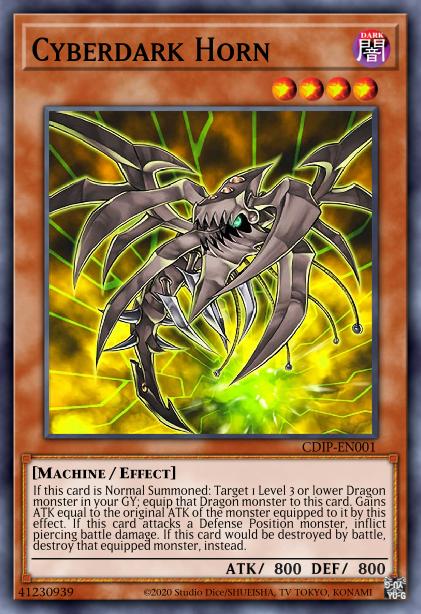 CYBERDARK HORN
DARK
闇
CDIP-EN001
[MACHINE / EFFECT]
If this card is Normal Summoned: Target 1 Level 3 or lower Dragon
monster in your GY; equip that Dragon monster to this card. Gains
ATK equal to the original ATK of the monster equipped to it by this
effect. If this card attacks a Defense Position monster, inflict
piercing battle damage. If this card would be destroyed by battle,
destroy that equipped monster, instead.
ATK/ 800 DEF/ 800
41230939
©2020 Studio Dice/SHUEISHA, TV TOKYO, KONAMI